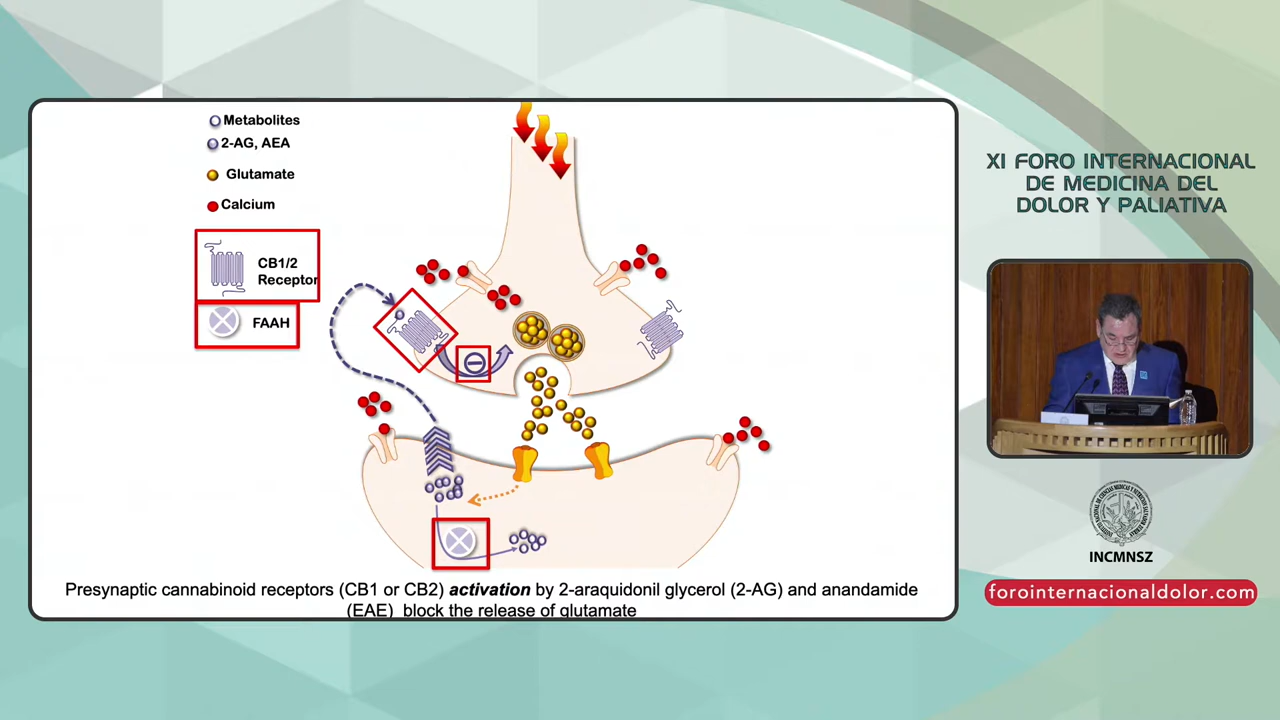 Metabolites
2-AG, AEA
Glutamate
Calcium
CB1/2
Receptor
FAAH
Presynaptic cannabinoid receptors (CB1 or CB2) activation by 2-araquidonil glycerol (2-AG) and anandamide
(EAE) block the release of glutamate
XI FORO INTERNACIONAL
DE MEDICINA DEL
DOLOR Y PALIATIVA
INCMNSZ
forointernacionaldolor.com